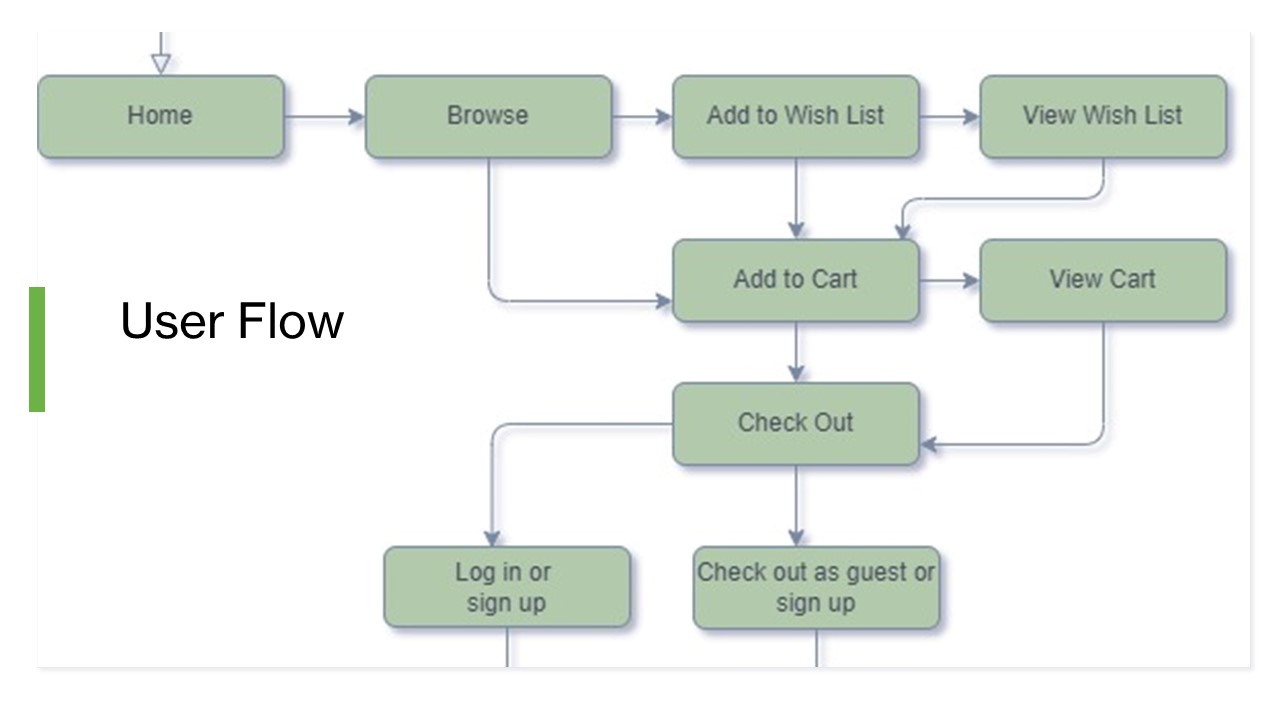 Home
Browse
Add to Wish List
View Wish List
Add to Cart
View Cart
User Flow
Check Out
Log in or
sign up
Check out as guest or
sign up